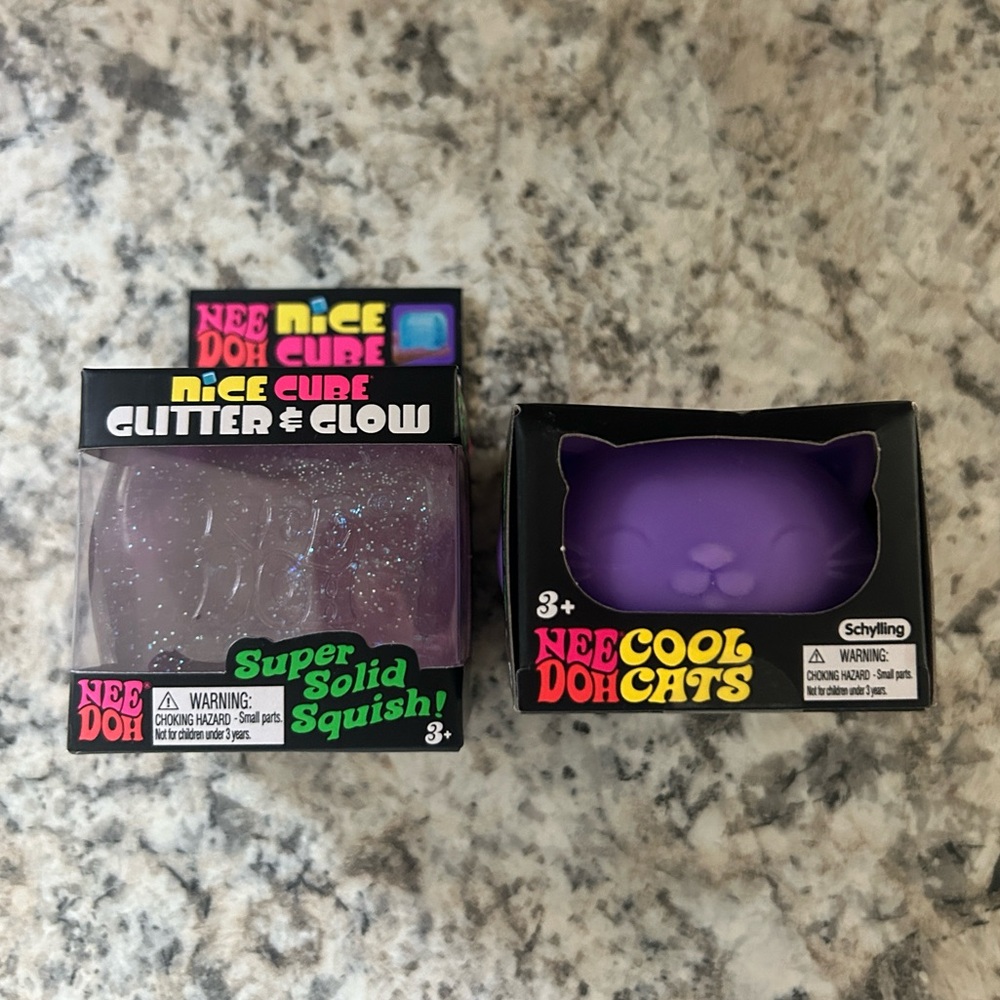 NEE DOH
NiCE CUBE
NiCE CUBE
GLITTER & GLOW
Super
Solid
Squish!
NEE
DOH
WARNING:
CHOKING HAZARD - Small parts.
Not for children under 3 years.
3+
3+
NEE DOH
COOL CATS
Schylling
WARNING:
CHOKING HAZARD - Small parts.
Not for children under 3 years.